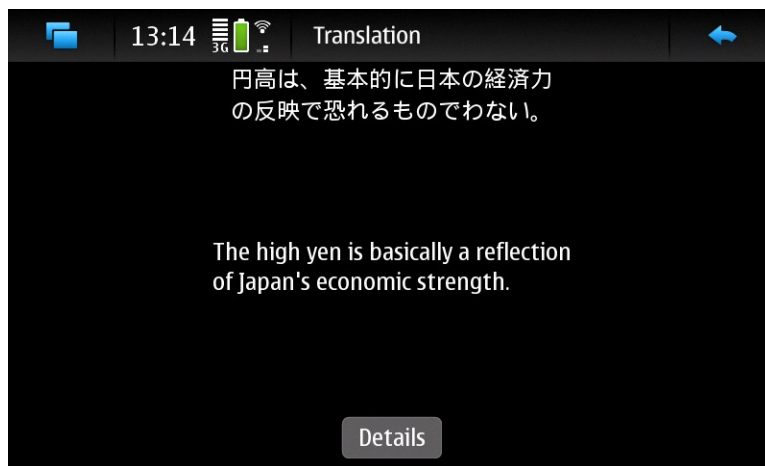 13:14 3G Translation
円高は、基本的に日本の経済力
の反映で恐れるものでわない。
The high yen is basically a reflection
of Japan's economic strength.
Details